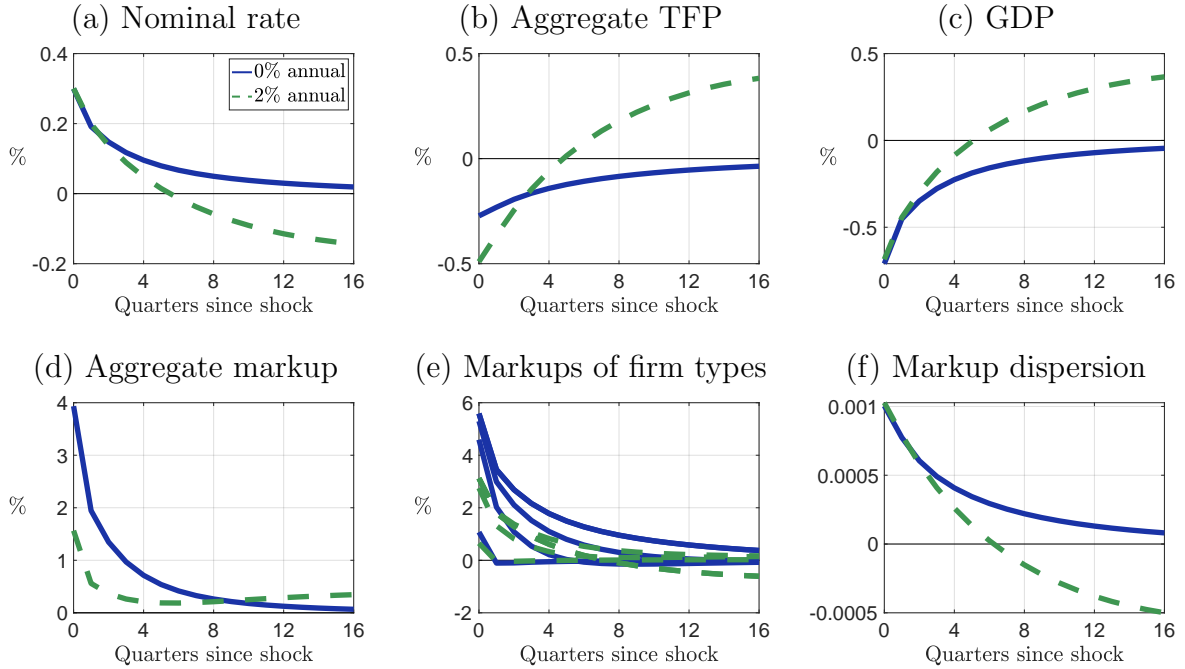 (a) Nominal rate
0.4
0.2
0
-0.2
%
0% annual
2% annual
0 4 8 12 16
Quarters since shock
(b) Aggregate TFP
0.5
0
-0.5
%
0 4 8 12 16
Quarters since shock
(c) GDP
0.5
0
-0.5
%
0 4 8 12 16
Quarters since shock
(d) Aggregate markup
4
3
2
1
0
%
0 4 8 12 16
Quarters since shock
(e) Markups of firm types
6
4
2
0
-2
%
0 4 8 12 16
Quarters since shock
(f) Markup dispersion
0.001
0.0005
0
-0.0005
0 4 8 12 16
Quarters since shock